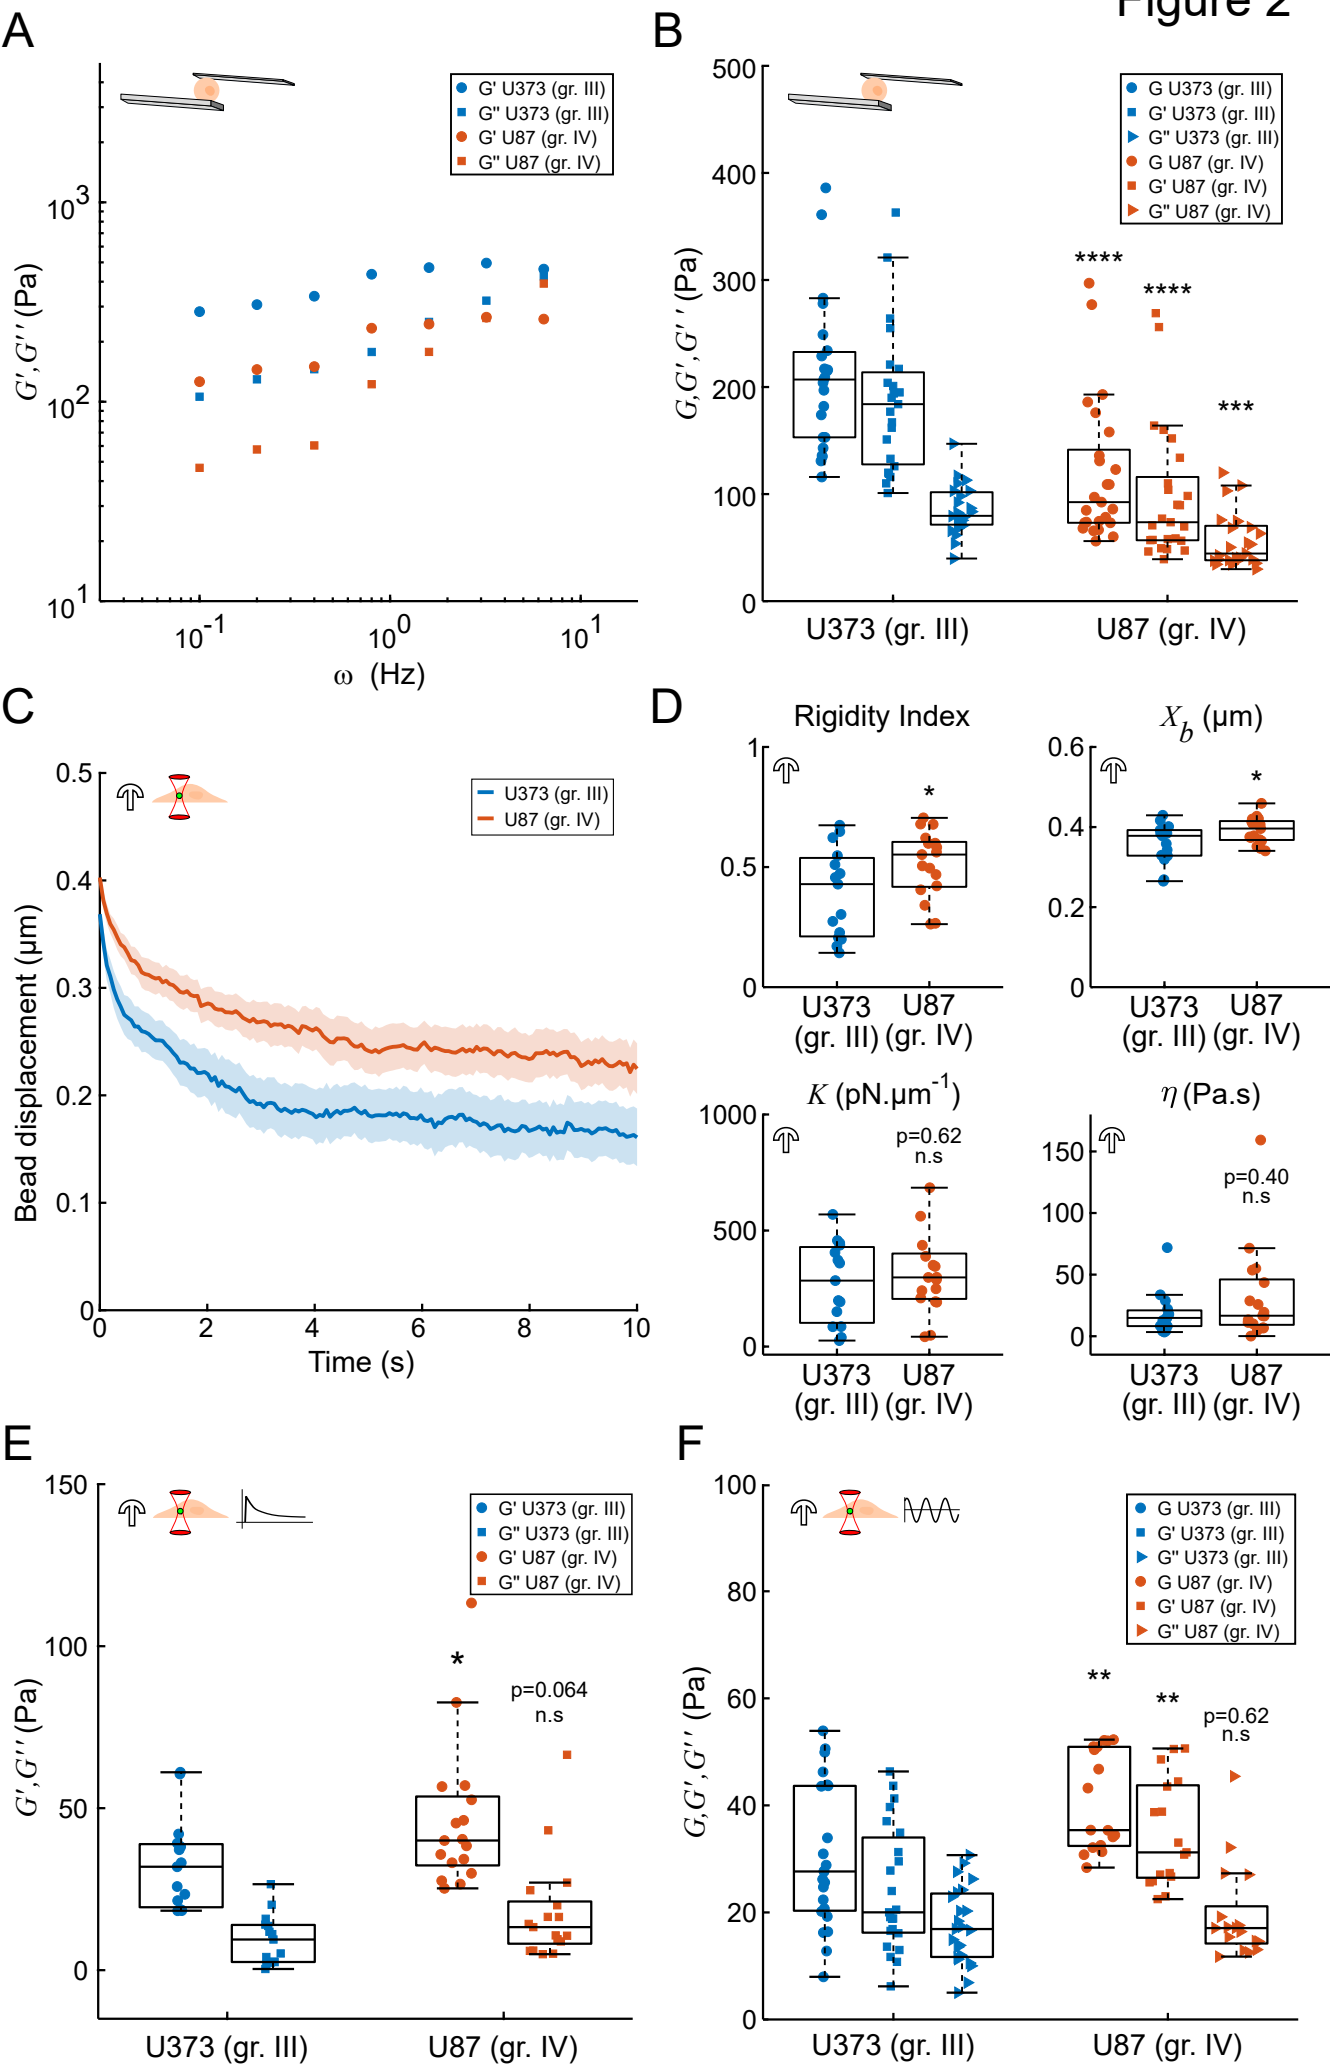 Figure 2
A
G' U373 (gr. III)
G'' U373 (gr. III)
G' U87 (gr. IV)
G'' U87 (gr. IV)
G', G'' (Pa)
10^3
10^2
10^1
10^-1
10^0
10^1
ω (Hz)
B
G U373 (gr. III)
G' U373 (gr. III)
G'' U373 (gr. III)
G U87 (gr. IV)
G' U87 (gr. IV)
G'' U87 (gr. IV)
G,G',G'' (Pa)
500
400
300
200
100
0
****
****
***
U373 (gr. III)
U87 (gr. IV)
C
U373 (gr. III)
U87 (gr. IV)
Bead displacement (µm)
0.5
0.4
0.3
0.2
0.1
0
0
2
4
6
8
10
Time (s)
D
Rigidity Index
1
0.5
0
*
U373
(gr. III)
U87
(gr. IV)
X_b (µm)
0.6
0.4
0.2
0
*
U373
(gr. III)
U87
(gr. IV)
K (pN.µm^-1)
1000
500
0
p=0.62
n.s
U373
(gr. III)
U87
(gr. IV)
η (Pa.s)
150
100
50
0
p=0.40
n.s
U373
(gr. III)
U87
(gr. IV)
E
G' U373 (gr. III)
G'' U373 (gr. III)
G' U87 (gr. IV)
G'' U87 (gr. IV)
G',G'' (Pa)
150
100
50
0
*
p=0.064
n.s
U373 (gr. III)
U87 (gr. IV)
F
G U373 (gr. III)
G' U373 (gr. III)
G'' U373 (gr. III)
G U87 (gr. IV)
G' U87 (gr. IV)
G'' U87 (gr. IV)
G,G',G'' (Pa)
100
80
60
40
20
0
**
**
p=0.62
n.s
U373 (gr. III)
U87 (gr. IV)